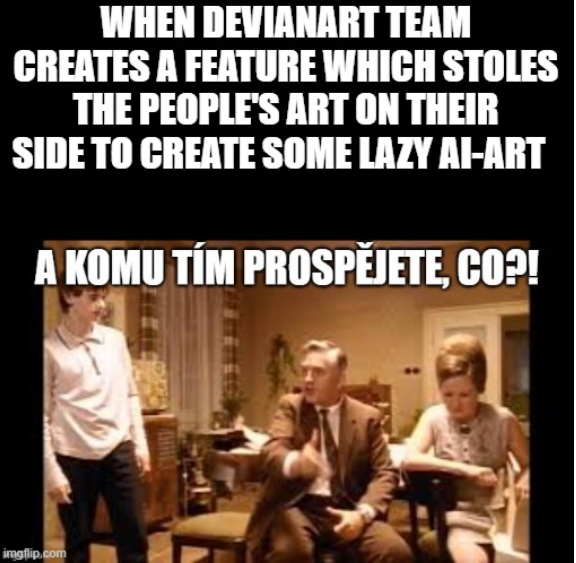 WHEN DEVIANART TEAM
CREATES A FEATURE WHICH STOLES
THE PEOPLE'S ART ON THEIR
SIDE TO CREATE SOME LAZY AI-ART
A KOMU TÍM PROSPĚJETE, CO?!
imgflip.com